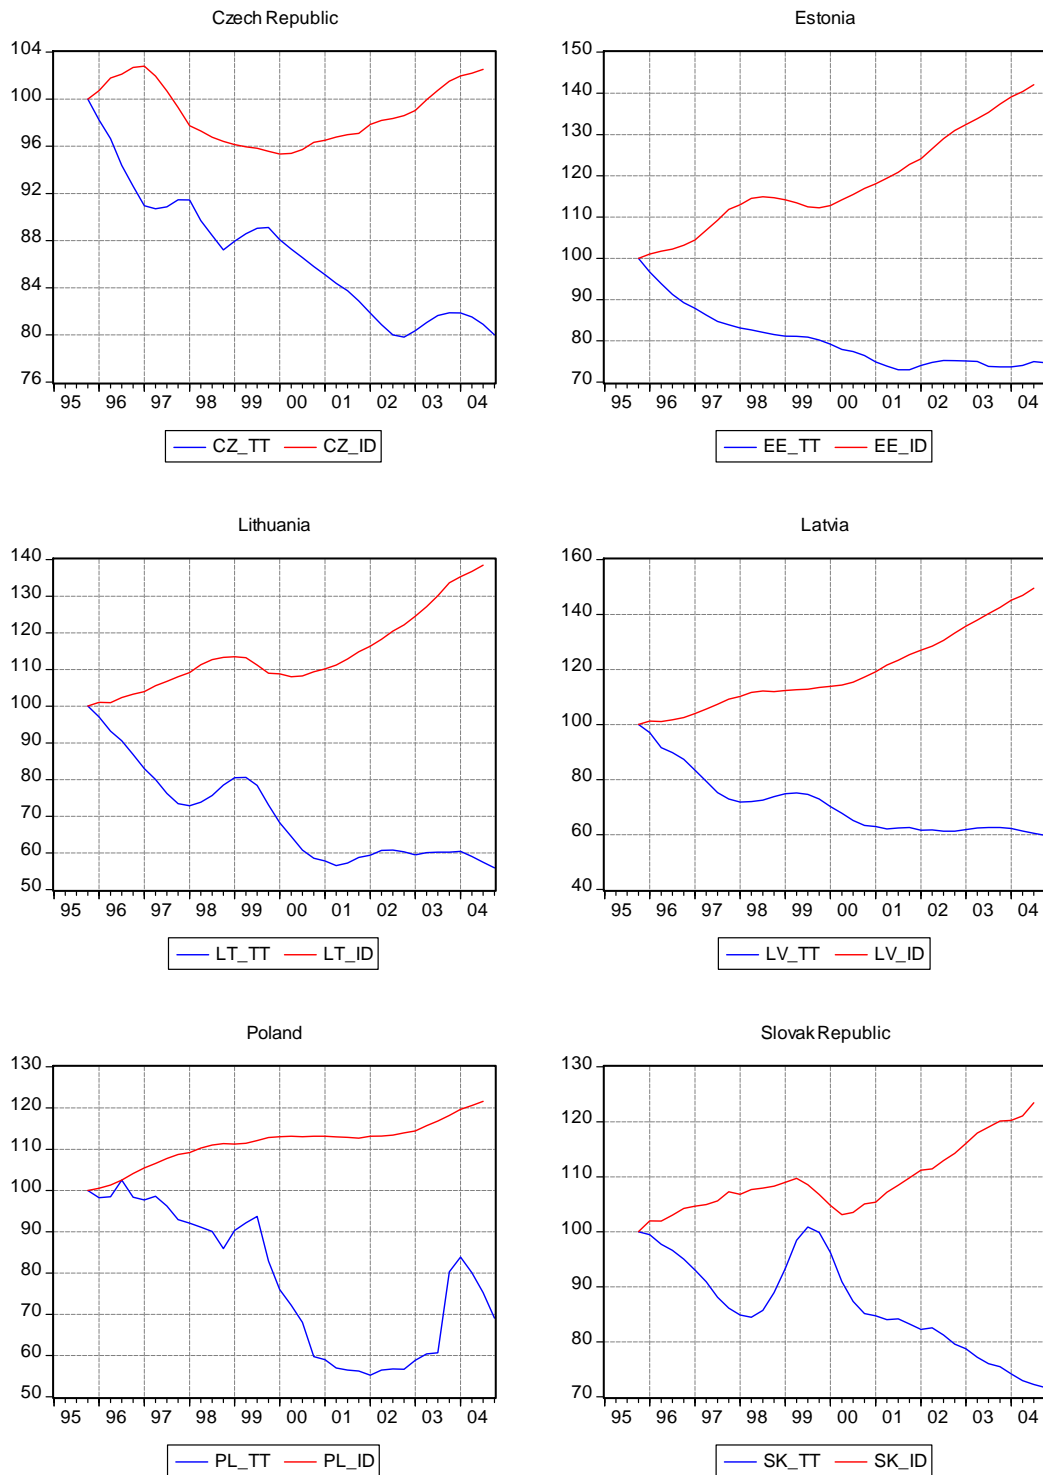 Czech Republic
104
100
96
92
88
84
80
76
95 96 97 98 99 00 01 02 03 04
CZ_TT CZ_ID
Estonia
150
140
130
120
110
100
90
80
70
95 96 97 98 99 00 01 02 03 04
EE_TT EE_ID
Lithuania
140
130
120
110
100
90
80
70
60
50
95 96 97 98 99 00 01 02 03 04
LT_TT LT_ID
Latvia
160
140
120
100
80
60
40
95 96 97 98 99 00 01 02 03 04
LV_TT LV_ID
Poland
130
120
110
100
90
80
70
60
50
95 96 97 98 99 00 01 02 03 04
PL_TT PL_ID
Slovak Republic
130
120
110
100
90
80
70
95 96 97 98 99 00 01 02 03 04
SK_TT SK_ID